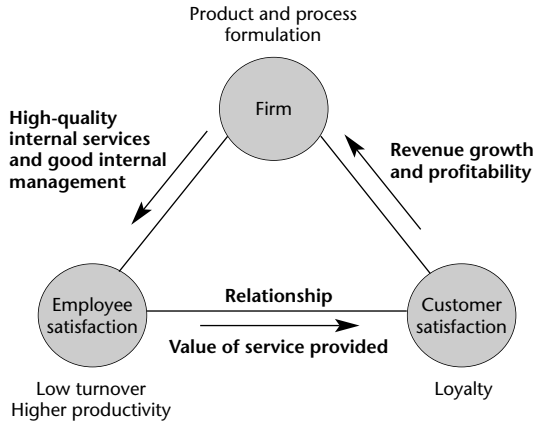 Product and process
formulation
Firm
High-quality
internal services
and good internal
management
Revenue growth
and profitability
Employee
satisfaction
Relationship
Value of service provided
Customer
satisfaction
Low turnover
Higher productivity
Loyalty